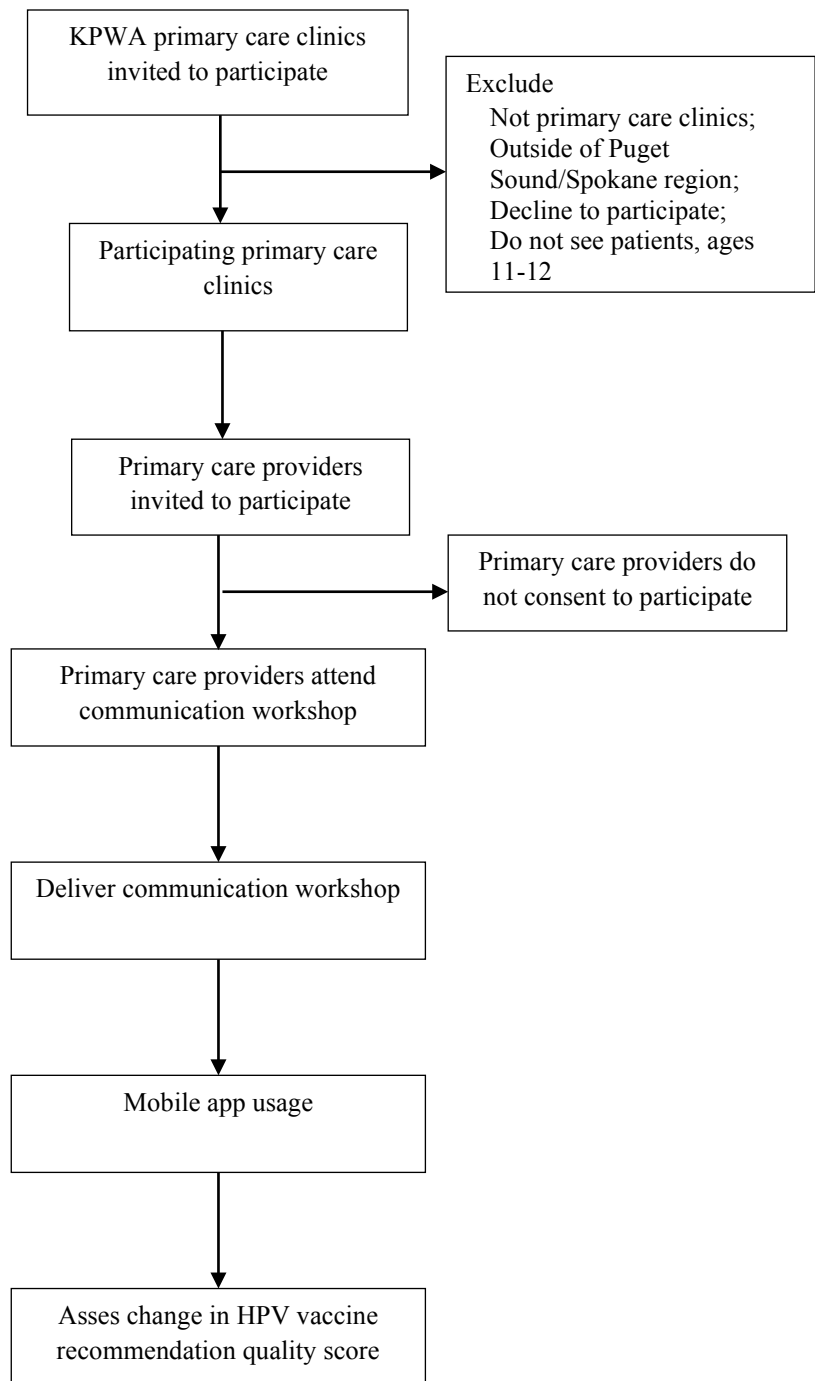 KPWA primary care clinics
invited to participate
Exclude
Not primary care clinics;
Outside of Puget
Sound/Spokane region;
Decline to participate;
Do not see patients, ages
11-12
Participating primary care
clinics
Primary care providers
invited to participate
Primary care providers do
not consent to participate
Primary care providers attend
communication workshop
Deliver communication workshop
Mobile app usage
Asses change in HPV vaccine
recommendation quality score